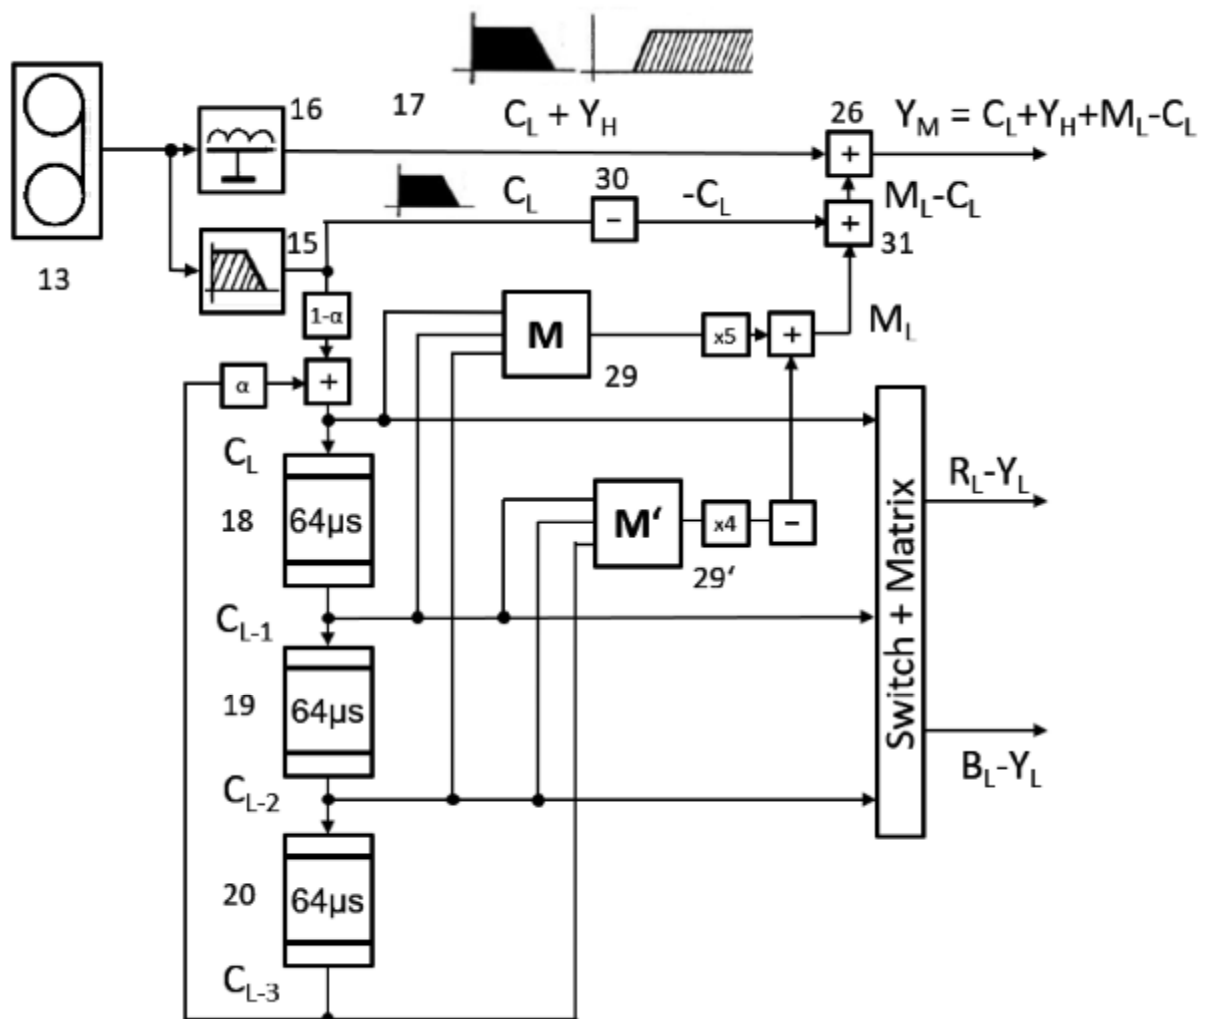 16
17
C_L + Y_H
26
Y_M = C_L+Y_H+M_L-C_L
C_L
30
-C_L
M_L-C_L
+
-
+
31
15
13
1-α
M
x5
+
M_L
29
α
+
C_L
18
64µs
M‘
x4
-
29‘
R_L-Y_L
Switch + Matrix
C_L-1
19
64µs
B_L-Y_L
C_L-2
20
64µs
C_L-3